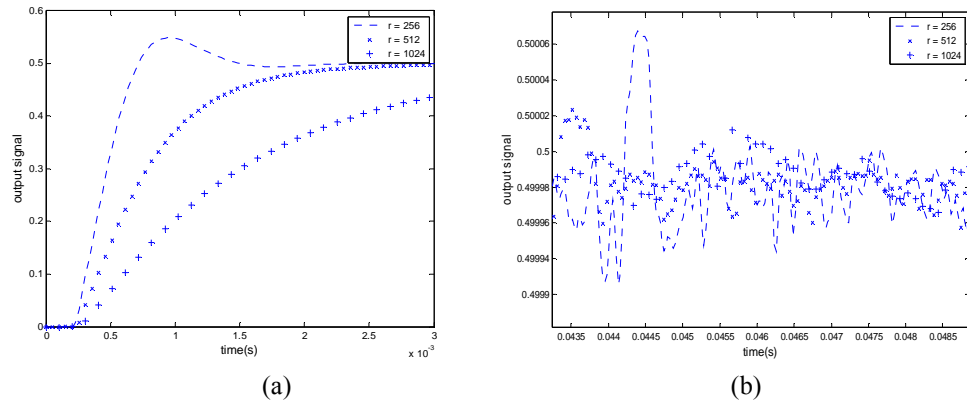 r = 256
r = 512
r = 1024
output signal
0.6
0.5
0.4
0.3
0.2
0.1
0
0
0.5
1
1.5
2
2.5
3
x 10⁻³
time(s)
(a)
r = 256
r = 512
r = 1024
output signal
0.50006
0.50004
0.50002
0.5
0.49998
0.49996
0.49994
0.4999
0.0435
0.044
0.0445
0.045
0.0455
0.046
0.0465
0.047
0.0475
0.048
0.0485
time(s)
(b)